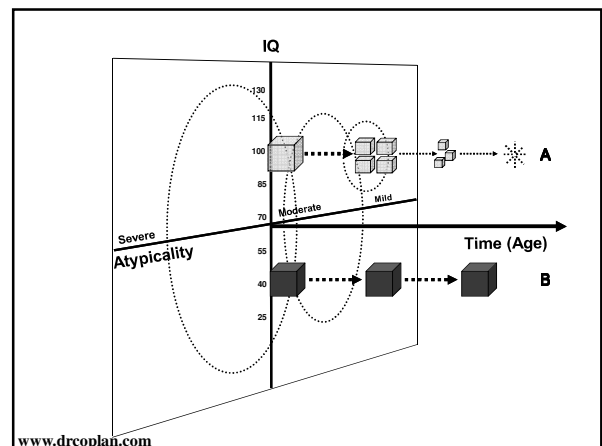 IQ
130
115
100
A
85
Mild
Moderate
70
Severe
Time (Age)
Atypicality
55
40
B
25
www.drcoplan.com